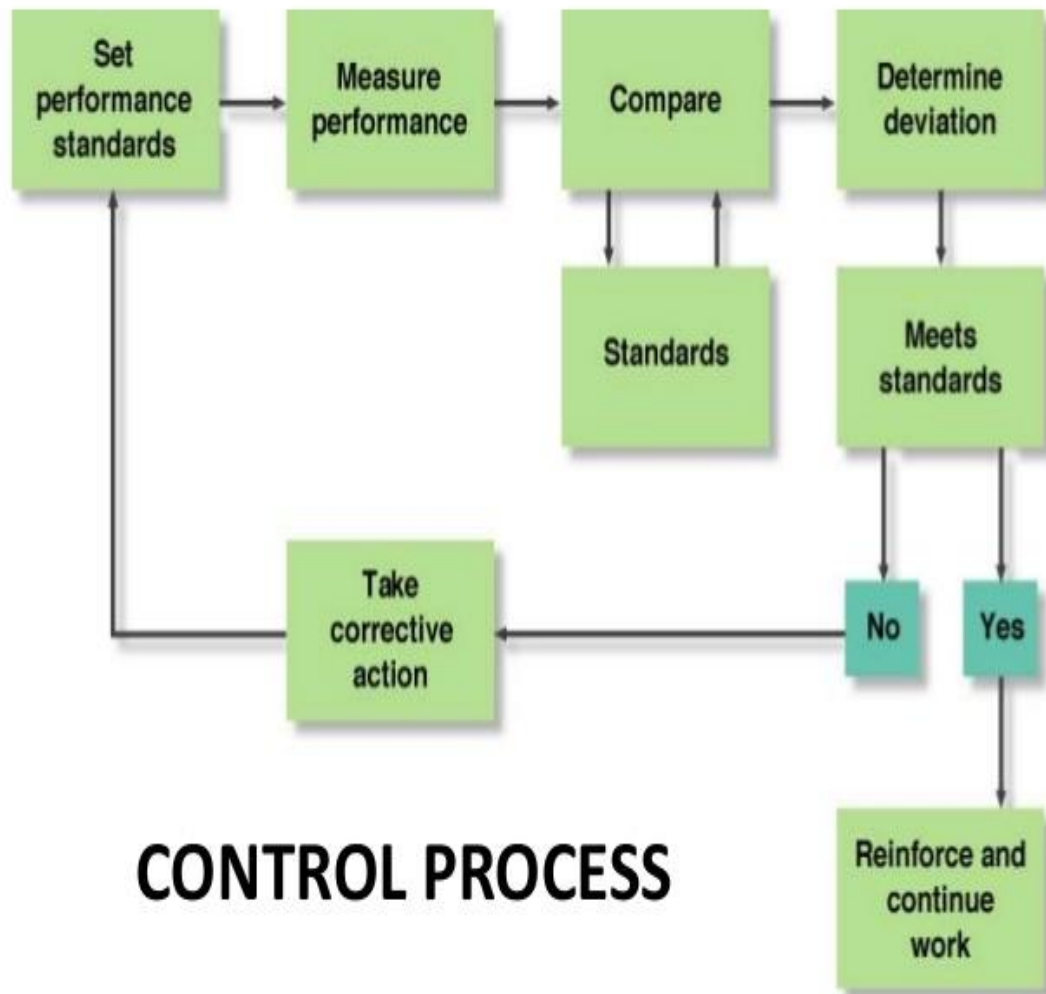 Set
performance
standards
Measure
performance
Compare
Determine
deviation
Standards
Meets
standards
Take
corrective
action
No
Yes
CONTROL PROCESS
Reinforce and
continue
work